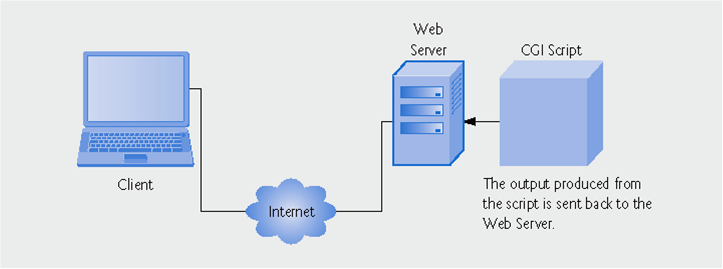 Web
Server
CGI Script
Client
Internet
The output produced from
the script is sent back to the
Web Server.